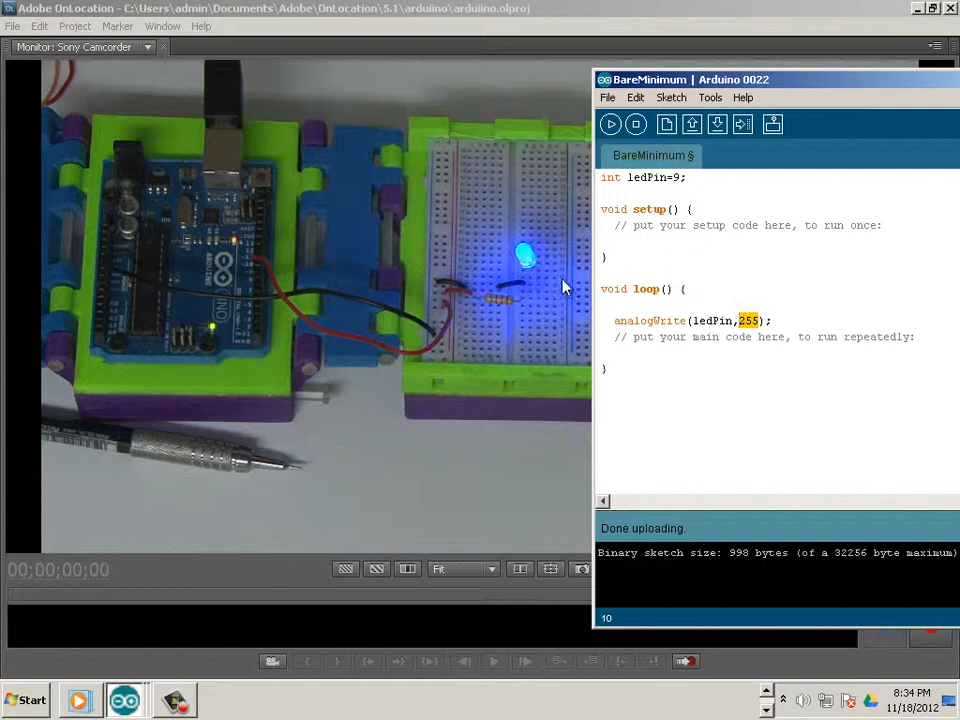 Adobe OnLocation - C:\Users\admin\Documents\Adobe\OnLocation\5.1\arduiino\arduiino.olproj
File Edit Project Marker Window Help
Monitor: Sony Camcorder
BareMinimum | Arduino 0022
File Edit Sketch Tools Help
BareMinimum §
int ledPin=9;
void setup() {
// put your setup code here, to run once:
}
void loop() {
analogWrite(ledPin,255);
// put your main code here, to run repeatedly:
}
Done uploading.
Binary sketch size: 998 bytes (of a 32256 byte maximum)
10
ARDUINO
UNO
00;00;00;00
Fit
Start
8:34 PM
11/18/2012